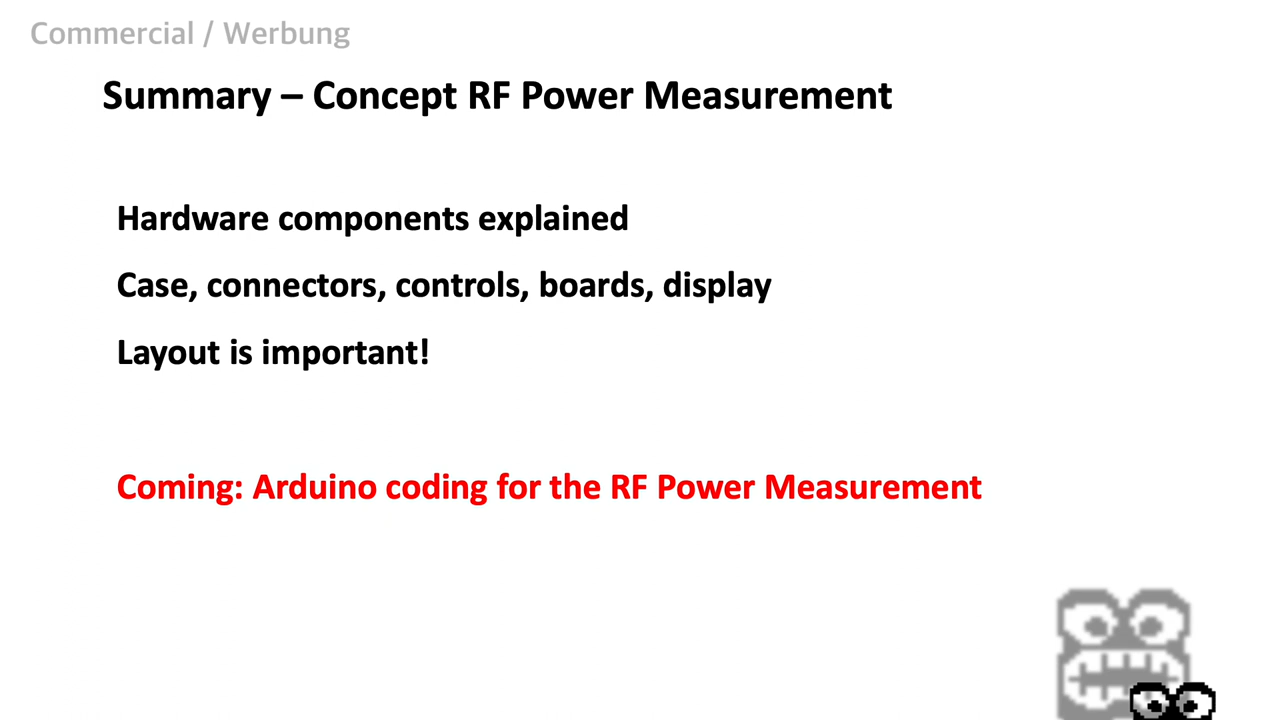 Commercial / Werbung
Summary – Concept RF Power Measurement
Hardware components explained
Case, connectors, controls, boards, display
Layout is important!
Coming: Arduino coding for the RF Power Measurement